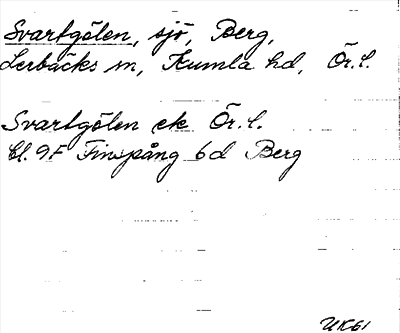 Svartgölen, sjö, Berg,
Lerbäcks sn, Kumla hd, Ör.l.
Svartgölen ek Ör.l.
bl. 9F Finspång 6d Berg
UK61